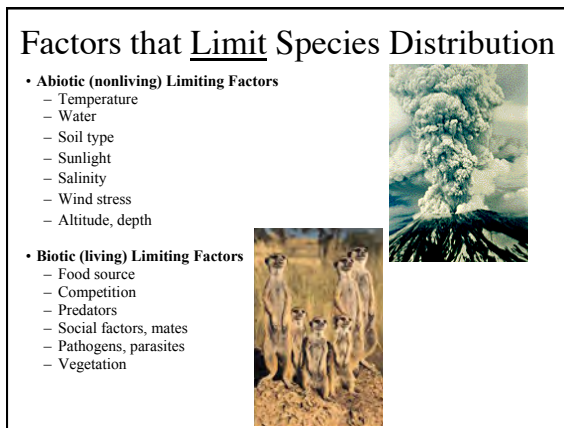 Factors that Limit Species Distribution
• Abiotic (nonliving) Limiting Factors
– Temperature
– Water
– Soil type
– Sunlight
– Salinity
– Wind stress
– Altitude, depth
• Biotic (living) Limiting Factors
– Food source
– Competition
– Predators
– Social factors, mates
– Pathogens, parasites
– Vegetation